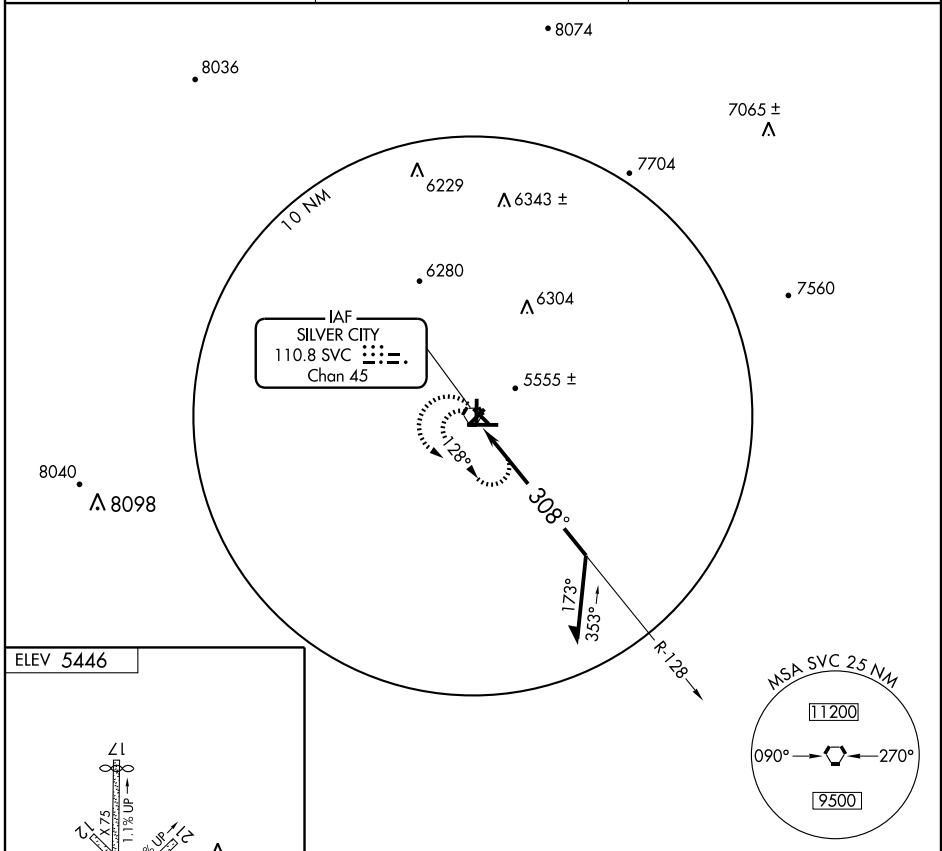 8074
8036
7065 ±
7704
10 NM
6229
6343 ±
6280
7560
6304
IAF
SILVER CITY
110.8 SVC
Chan 45
5555 ±
128°
8040
8098
308°
173°
353°
R-128
ELEV 5446
MSA SVC 25 NM
11200
090°
270°
9500
17
X 75
1.1% UP
12
% UP
21